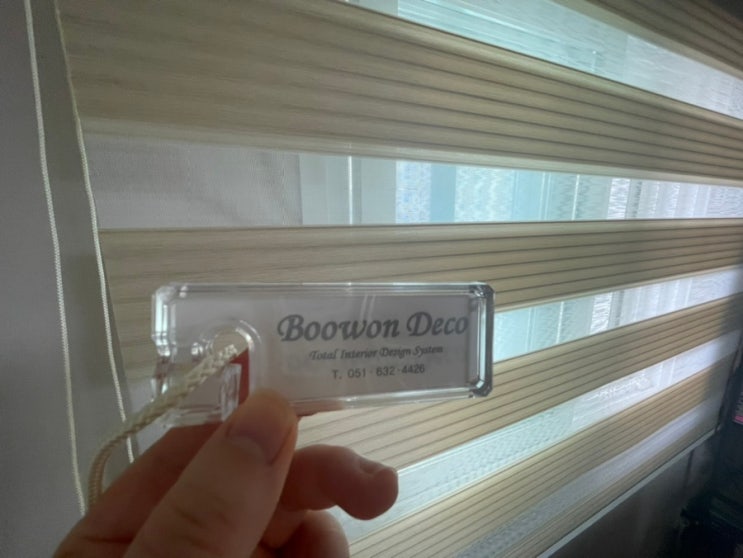 Boowon Deco
Total Interior Design System
T. 051 · 632 · 4426